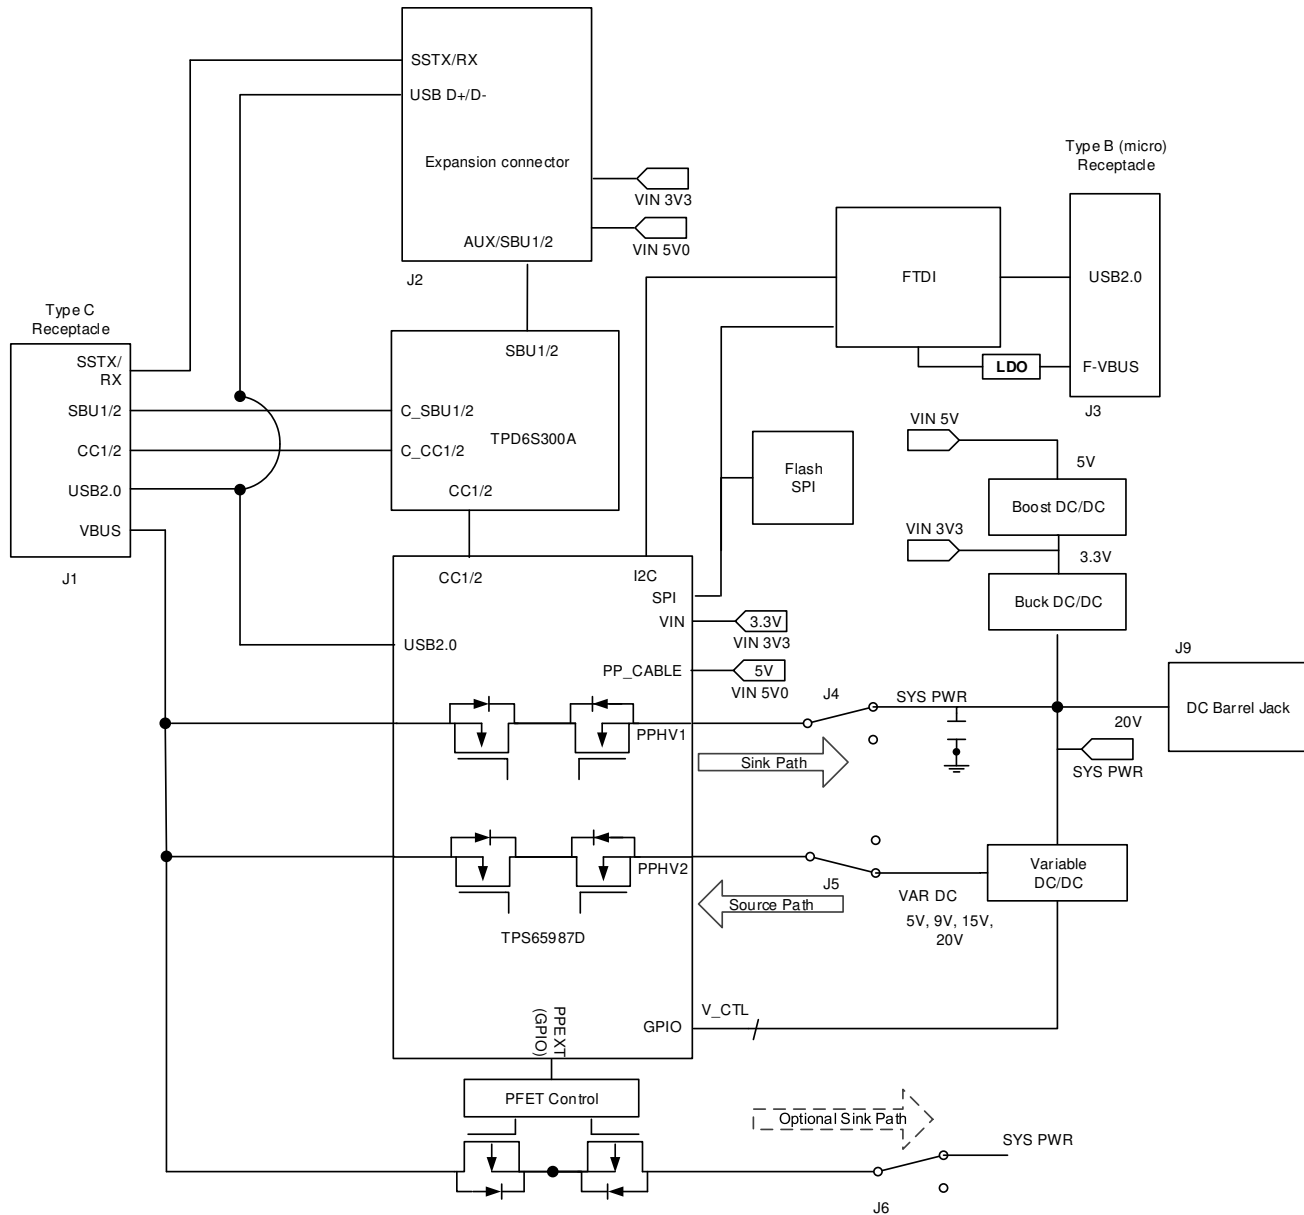 SSTX/RX
USB D+/D-
Expansion connector
AUX/SBU1/2
J2
VIN 3V3
VIN 5V0
Type B (micro)
Receptacle
FTDI
USB2.0
LDO
F-VBUS
J3
Type C
Receptacle
SSTX/
RX
SBU1/2
CC1/2
USB2.0
VBUS
J1
SBU1/2
C_SBU1/2
TPD6S300A
C_CC1/2
CC1/2
Flash
SPI
VIN 5V
5V
Boost DC/DC
VIN 3V3
3.3V
Buck DC/DC
CC1/2
I2C
SPI
VIN
3.3V
VIN 3V3
USB2.0
PP_CABLE
5V
VIN 5V0
J4
SYS PWR
J9
DC Barrel Jack
20V
SYS PWR
PPHV1
Sink Path
PPHV2
Source Path
J5
VAR DC
5V, 9V, 15V,
20V
Variable
DC/DC
TPS65987D
V_CTL
GPIO
PPEXT
(GPIO)
PFET Control
Optional Sink Path
SYS PWR
J6